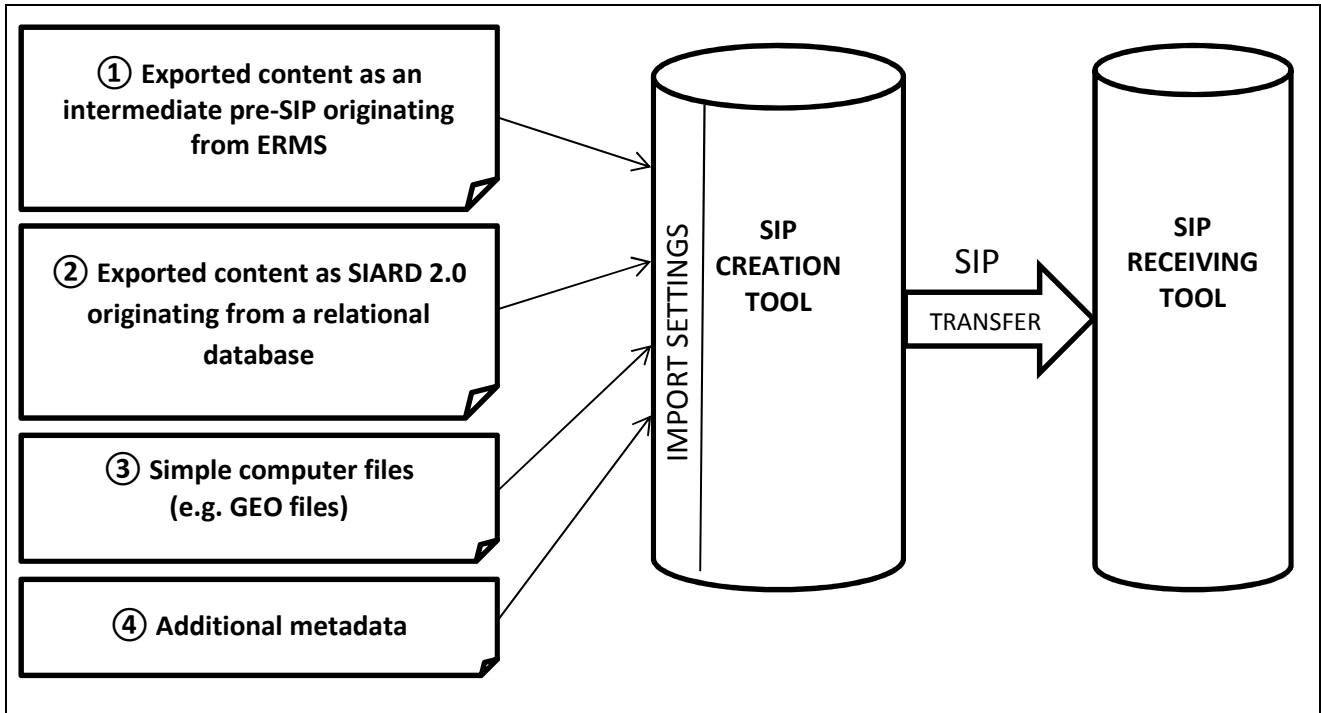 ① Exported content as an
intermediate pre-SIP originating
from ERMS
② Exported content as SIARD 2.0
originating from a relational
database
③ Simple computer files
(e.g. GEO files)
④ Additional metadata
IMPORT SETTINGS
SIP
CREATION
TOOL
SIP
TRANSFER
SIP
RECEIVING
TOOL